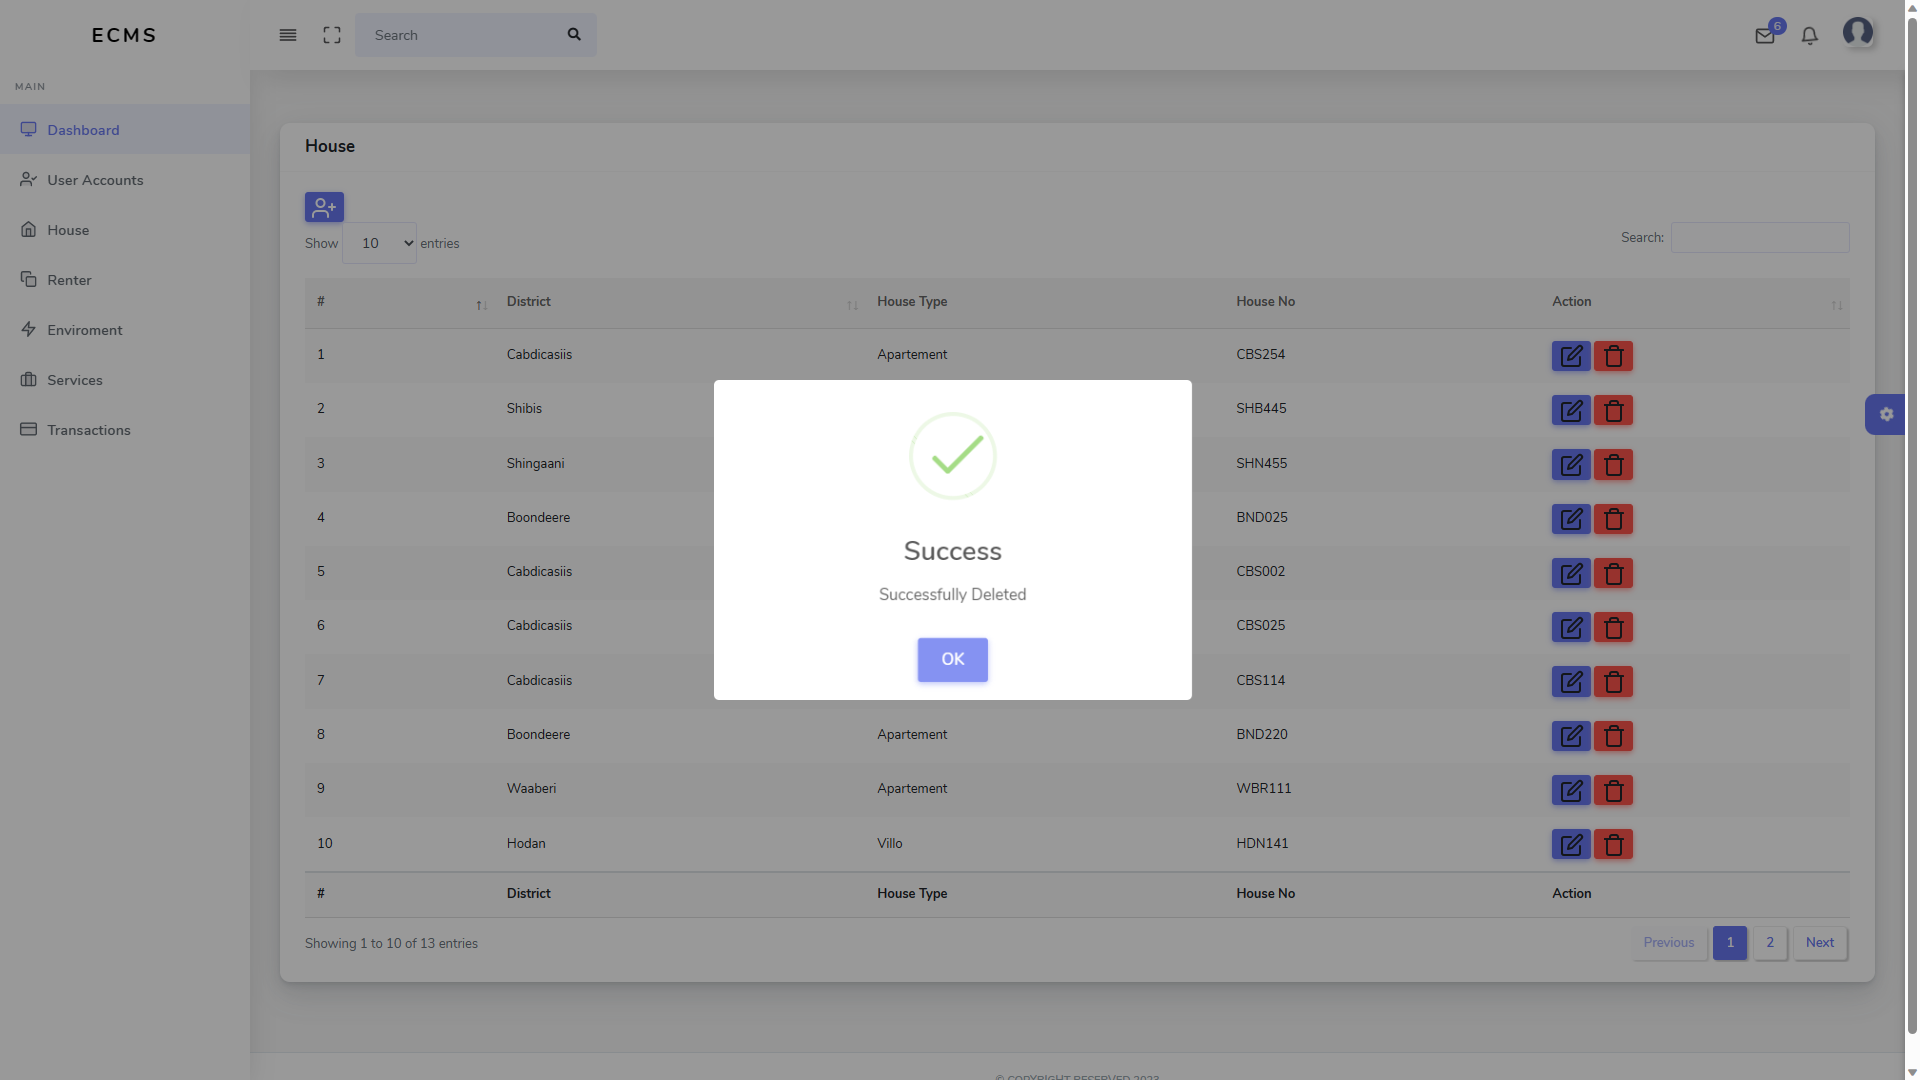 ECMS
Search
6
MAIN
Dashboard
User Accounts
House
Renter
Enviroment
Services
Transactions
House
Show 10 entries
Search:
# District House Type House No Action
1 Cabdicasiis Apartement CBS254
2 Shibis SHB445
3 Shingaani SHN455
4 Boondeere BND025
5 Cabdicasiis CBS002
6 Cabdicasiis CBS025
7 Cabdicasiis CBS114
8 Boondeere Apartement BND220
9 Waaberi Apartement WBR111
10 Hodan Villo HDN141
# District House Type House No Action
Showing 1 to 10 of 13 entries
Previous 1 2 Next
Success
Successfully Deleted
OK
© COPYRIGHT RESERVED 2023